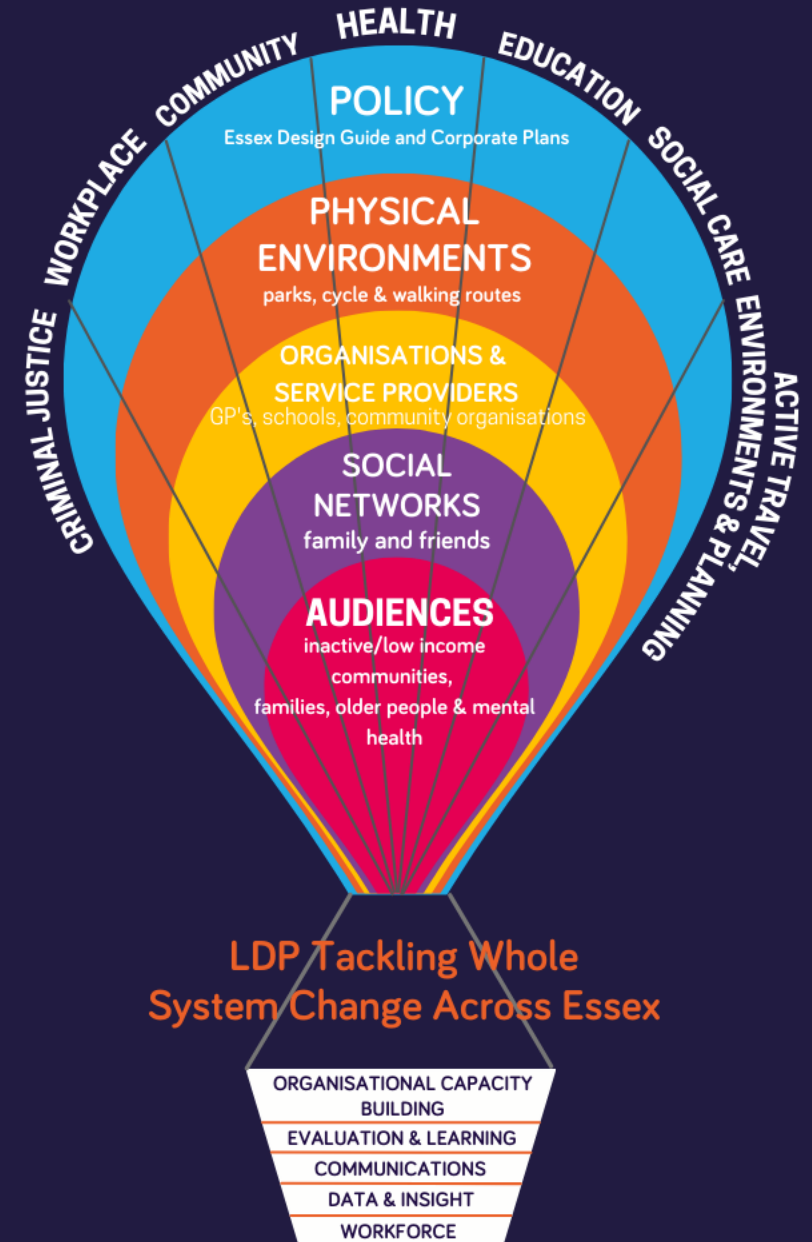 CRIMINAL JUSTICE
WORKPLACE
COMMUNITY
HEALTH
EDUCATION
SOCIAL CARE
ACTIVE TRAVEL,
ENVIRONMENTS & PLANNING
POLICY
Essex Design Guide and Corporate Plans
PHYSICAL
ENVIRONMENTS
parks, cycle & walking routes
ORGANISATIONS &
SERVICE PROVIDERS
GP's, schools, community organisations
SOCIAL
NETWORKS
family and friends
AUDIENCES
inactive/low income
communities,
families, older people & mental
health
LDP Tackling Whole
System Change Across Essex
ORGANISATIONAL CAPACITY
BUILDING
EVALUATION & LEARNING
COMMUNICATIONS
DATA & INSIGHT
WORKFORCE